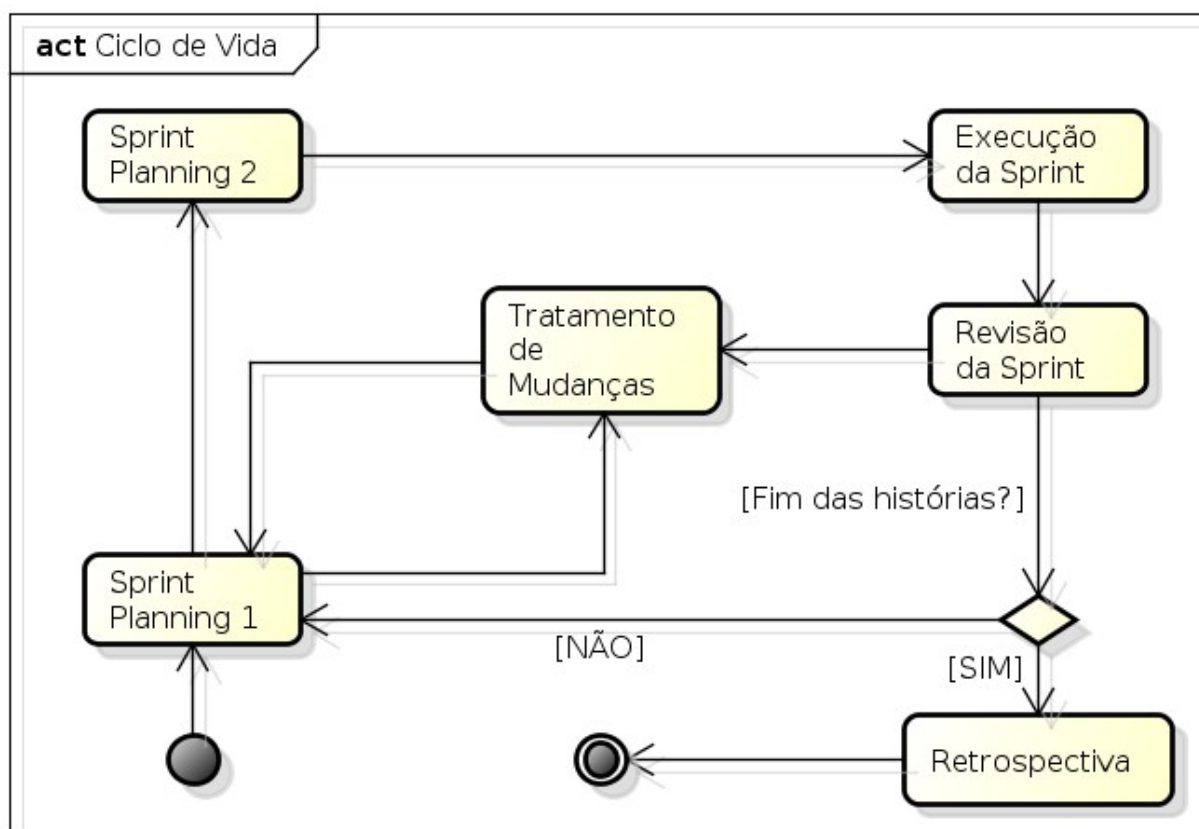 act Ciclo de Vida
Sprint
Planning 2
Execução
da Sprint
Tratamento
de
Mudanças
Revisão
da Sprint
[Fim das histórias?]
Sprint
Planning 1
[NÃO]
[SIM]
Retrospectiva